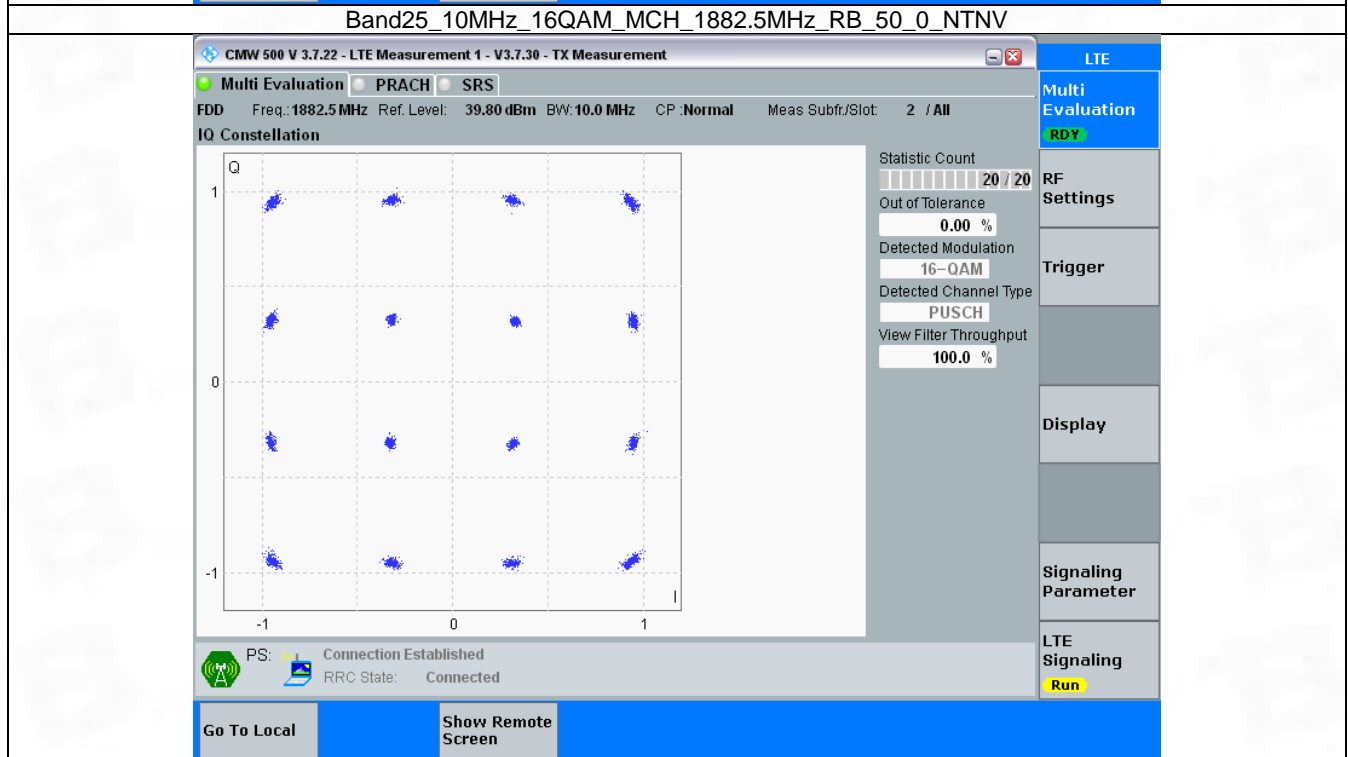 Band25_10MHz_16QAM_MCH_1882.5MHz_RB_50_0_NTNV
CMW 500 V 3.7.22 - LTE Measurement 1 - V3.7.30 - TX Measurement
LTE
Multi Evaluation PRACH SRS
FDD Freq.:1882.5 MHz Ref. Level: 39.80 dBm BW:10.0 MHz CP :Normal Meas Subfr./Slot: 2 / All
IQ Constellation
Q
1
0
-1
I
-1 0 1
Statistic Count
20 / 20
Out of Tolerance
0.00 %
Detected Modulation
16-QAM
Detected Channel Type
PUSCH
View Filter Throughput
100.0 %
Multi
Evaluation
RDY
RF
Settings
Trigger
Display
Signaling
Parameter
LTE
Signaling
Run
PS: Connection Established
RRC State: Connected
Go To Local
Show Remote
Screen